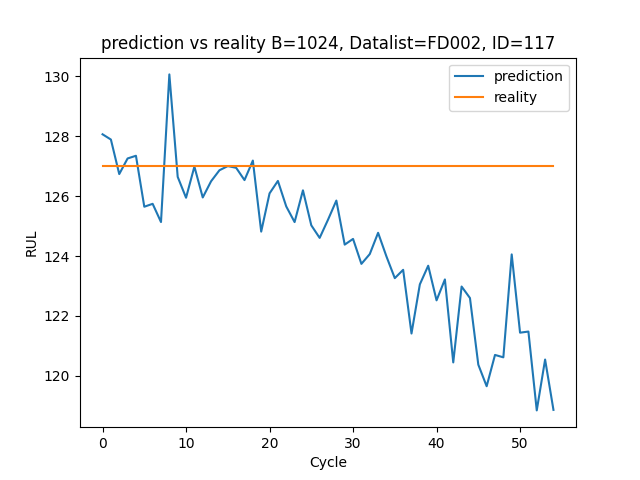 prediction vs reality B=1024, Datalist=FD002, ID=117
130
128
126
124
122
120
RUL
prediction
reality
0 10 20 30 40 50
Cycle